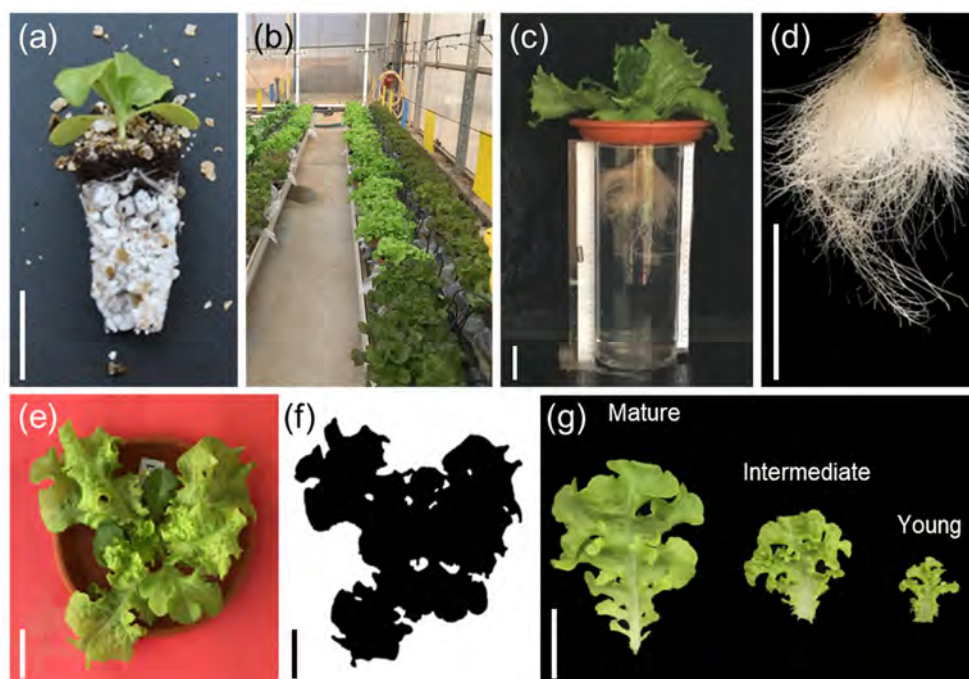 (a)
(b)
(c)
(d)
(e)
(f)
(g)
Mature
Intermediate
Young